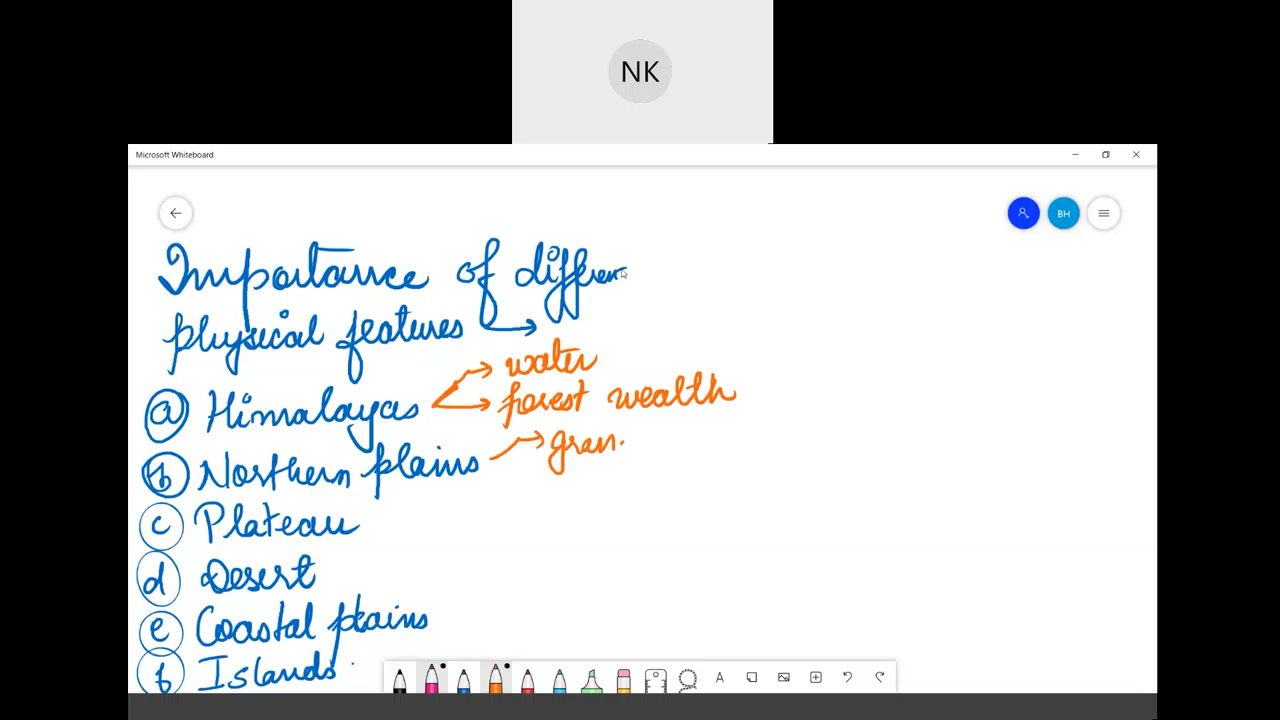 NK
Microsoft Whiteboard
BH
Importance of differen
physical features →
→ water
(a) Himalayas → forest wealth
(b) Northern plains → gran.
(c) Plateau
(d) Desert
(e) Coastal plains
(f) Islands
A